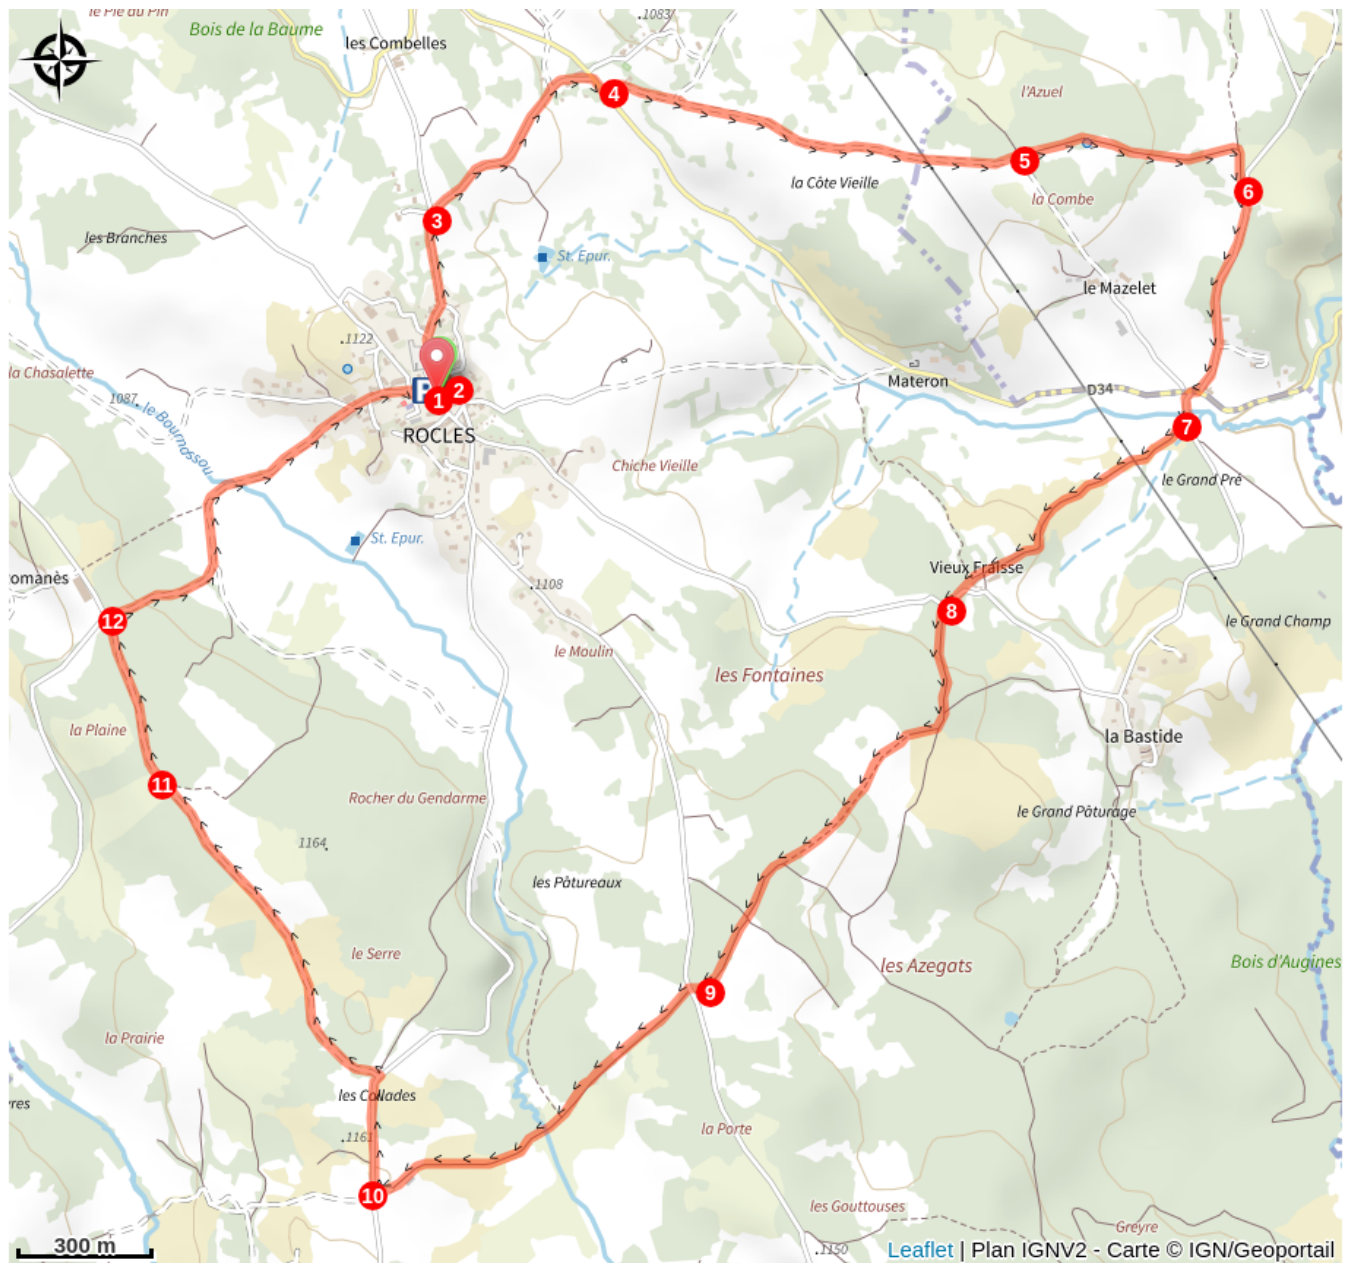 le Pie du Pin
Bois de la Baume
.1083
les Combelles
4
l'Azuel
5
la Côte Vieille
6
la Combe
3
les Branches
St. Epur.
le Mazelet
.1122
la Chasalette
P
2
1
Materon
D34
1087.
le Bournassou
ROCLES
7
Chiche Vieille
le Grand Pré
St. Epur.
omanès
.1108
Vieux Fraïsse
8
12
le Grand Champ
le Moulin
les Fontaines
la Plaine
la Bastide
11
Rocher du Gendarme
le Grand Pâturage
1164.
les Pâtureaux
le Serre
les Azegats
Bois d'Augines
9
la Prairie
les Collades
res
la Porte
.1161
10
les Gouttouses
Greyre
300 m
.1150
Leaflet | Plan IGNV2 - Carte © IGN/Geoportail